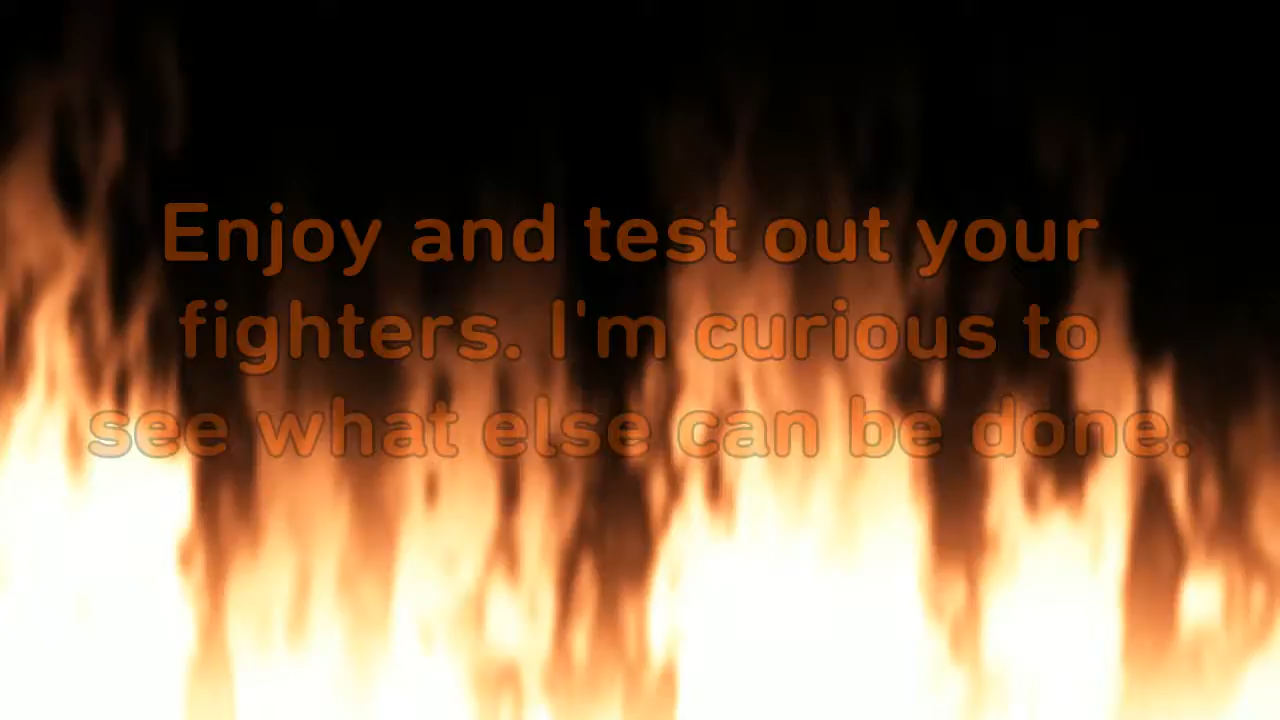 Enjoy and test out your
fighters. I'm curious to
see what else can be done.